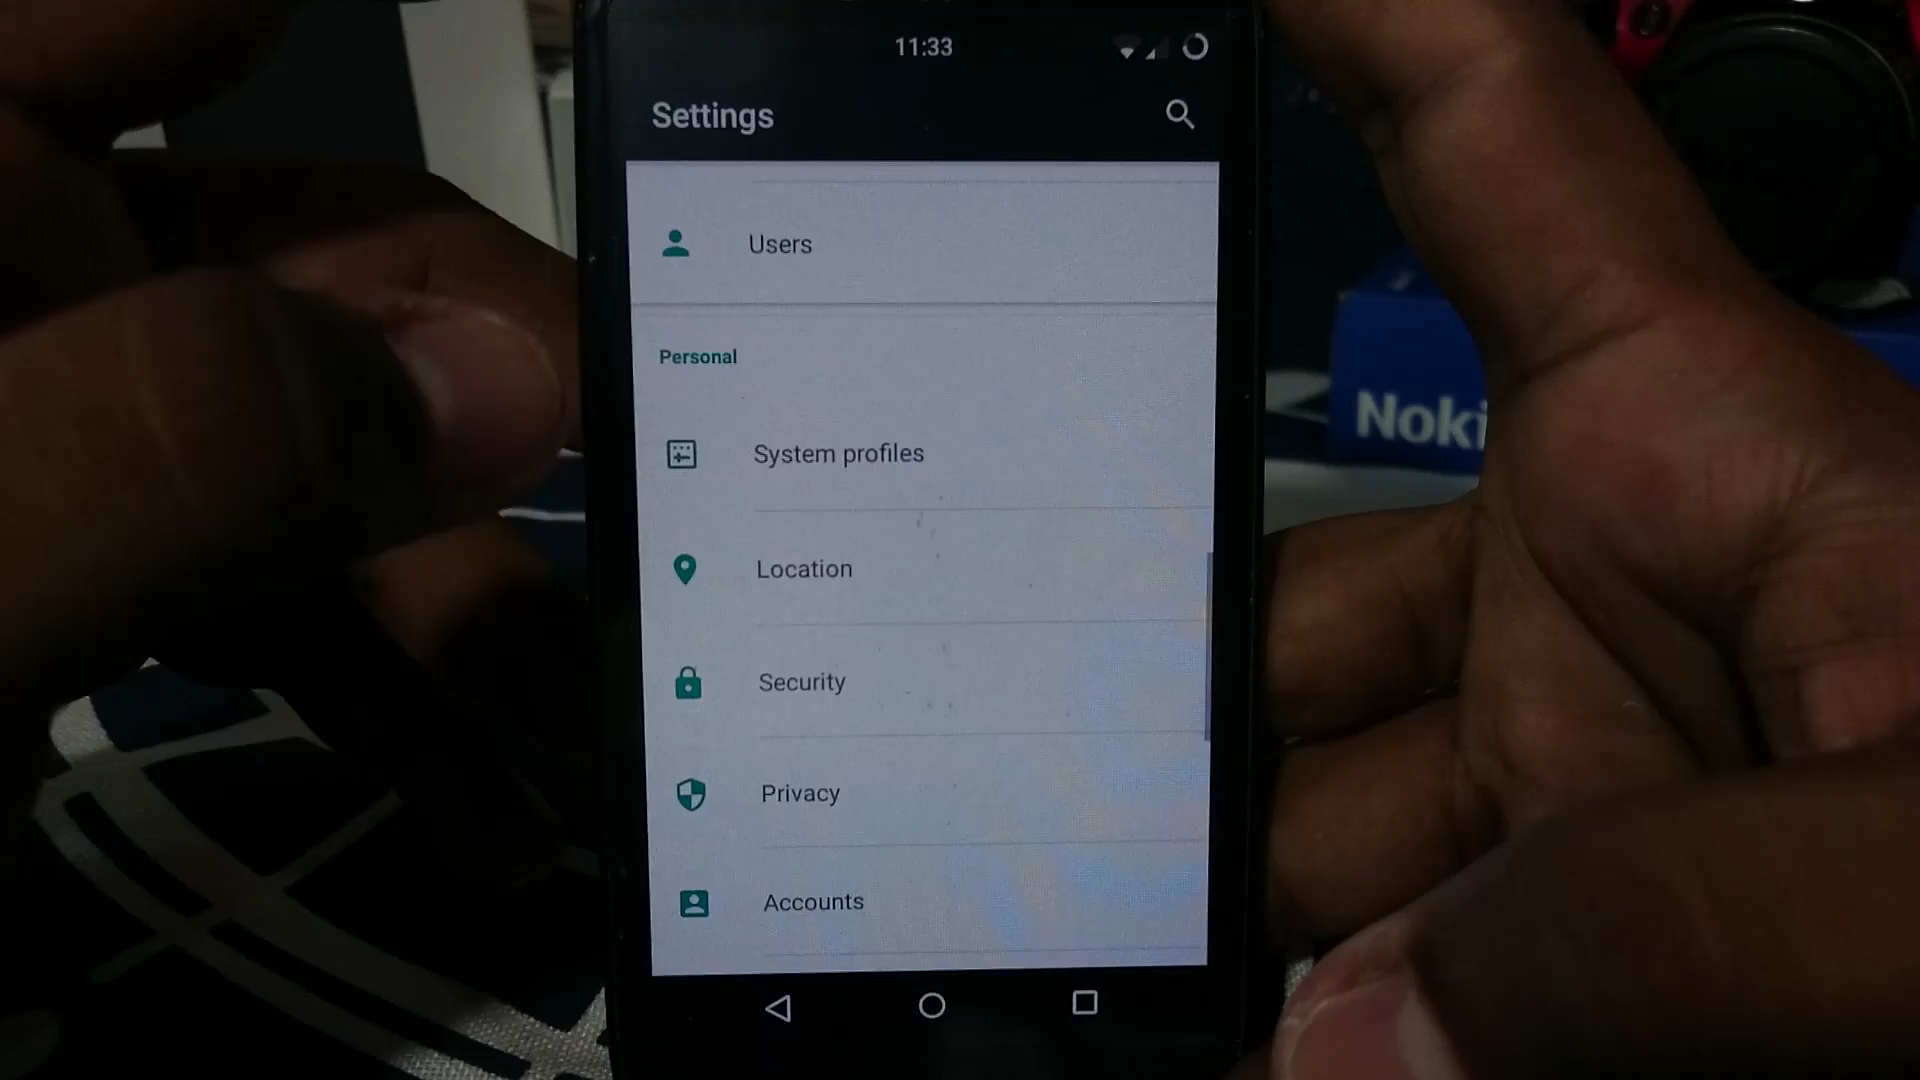 11:33
Settings
Users
Personal
System profiles
Location
Security
Privacy
Accounts
Noki